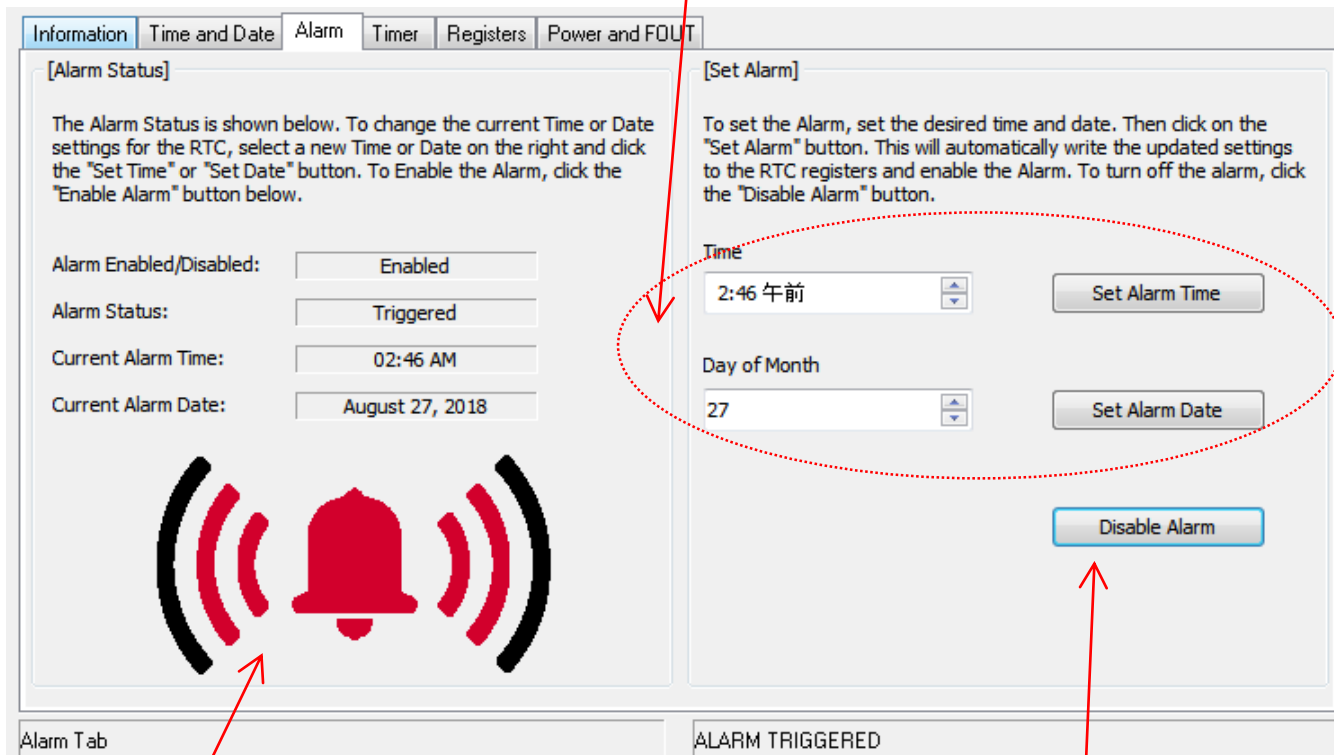 Information Time and Date Alarm Timer Registers Power and FOUT
[Alarm Status]
The Alarm Status is shown below. To change the current Time or Date
settings for the RTC, select a new Time or Date on the right and click
the "Set Time" or "Set Date" button. To Enable the Alarm, click the
"Enable Alarm" button below.
Alarm Enabled/Disabled: Enabled
Alarm Status: Triggered
Current Alarm Time: 02:46 AM
Current Alarm Date: August 27, 2018
[Set Alarm]
To set the Alarm, set the desired time and date. Then click on the
"Set Alarm" button. This will automatically write the updated settings
to the RTC registers and enable the Alarm. To turn off the alarm, click
the "Disable Alarm" button.
Time
2:46 午前 Set Alarm Time
Day of Month
27 Set Alarm Date
Disable Alarm
Alarm Tab ALARM TRIGGERED